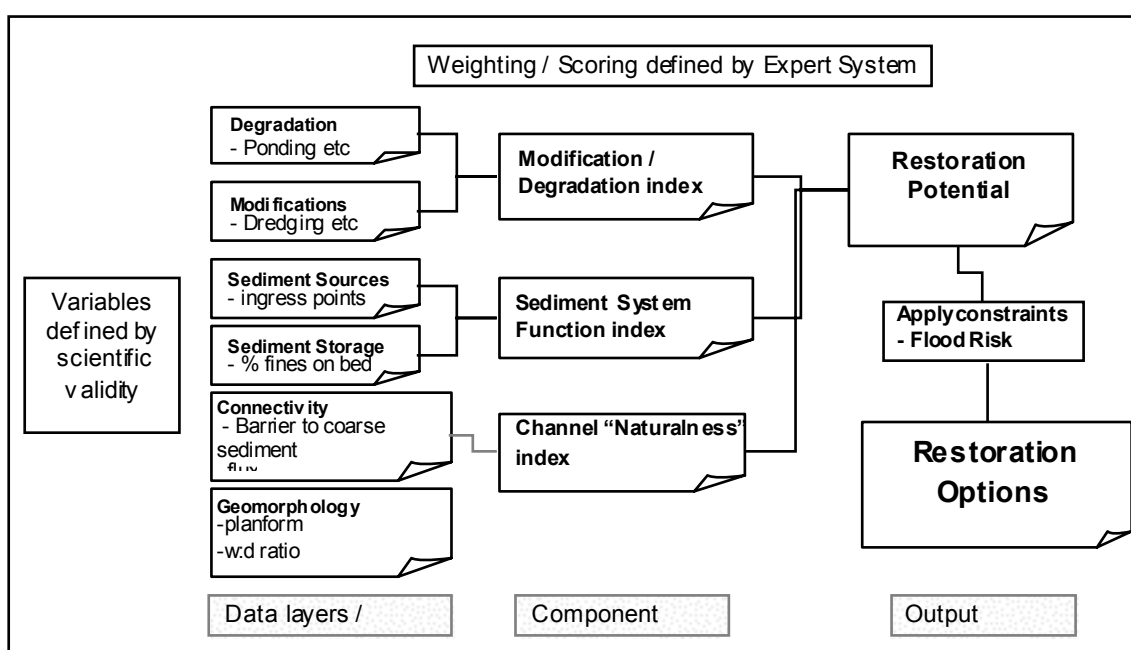 Weighting / Scoring defined by Expert System
Degradation
- Ponding etc
Modifications
- Dredging etc
Sediment Sources
- ingress points
Sediment Storage
- % fines on bed
Connectivity
- Barrier to coarse
sediment
flux
Geomorphology
-planform
-w:d ratio
Variables
defined by
scientific
validity
Modification /
Degradation index
Sediment System
Function index
Channel “Naturalness”
index
Restoration
Potential
Apply constraints
- Flood Risk
Restoration
Options
Data layers /
Component
Output